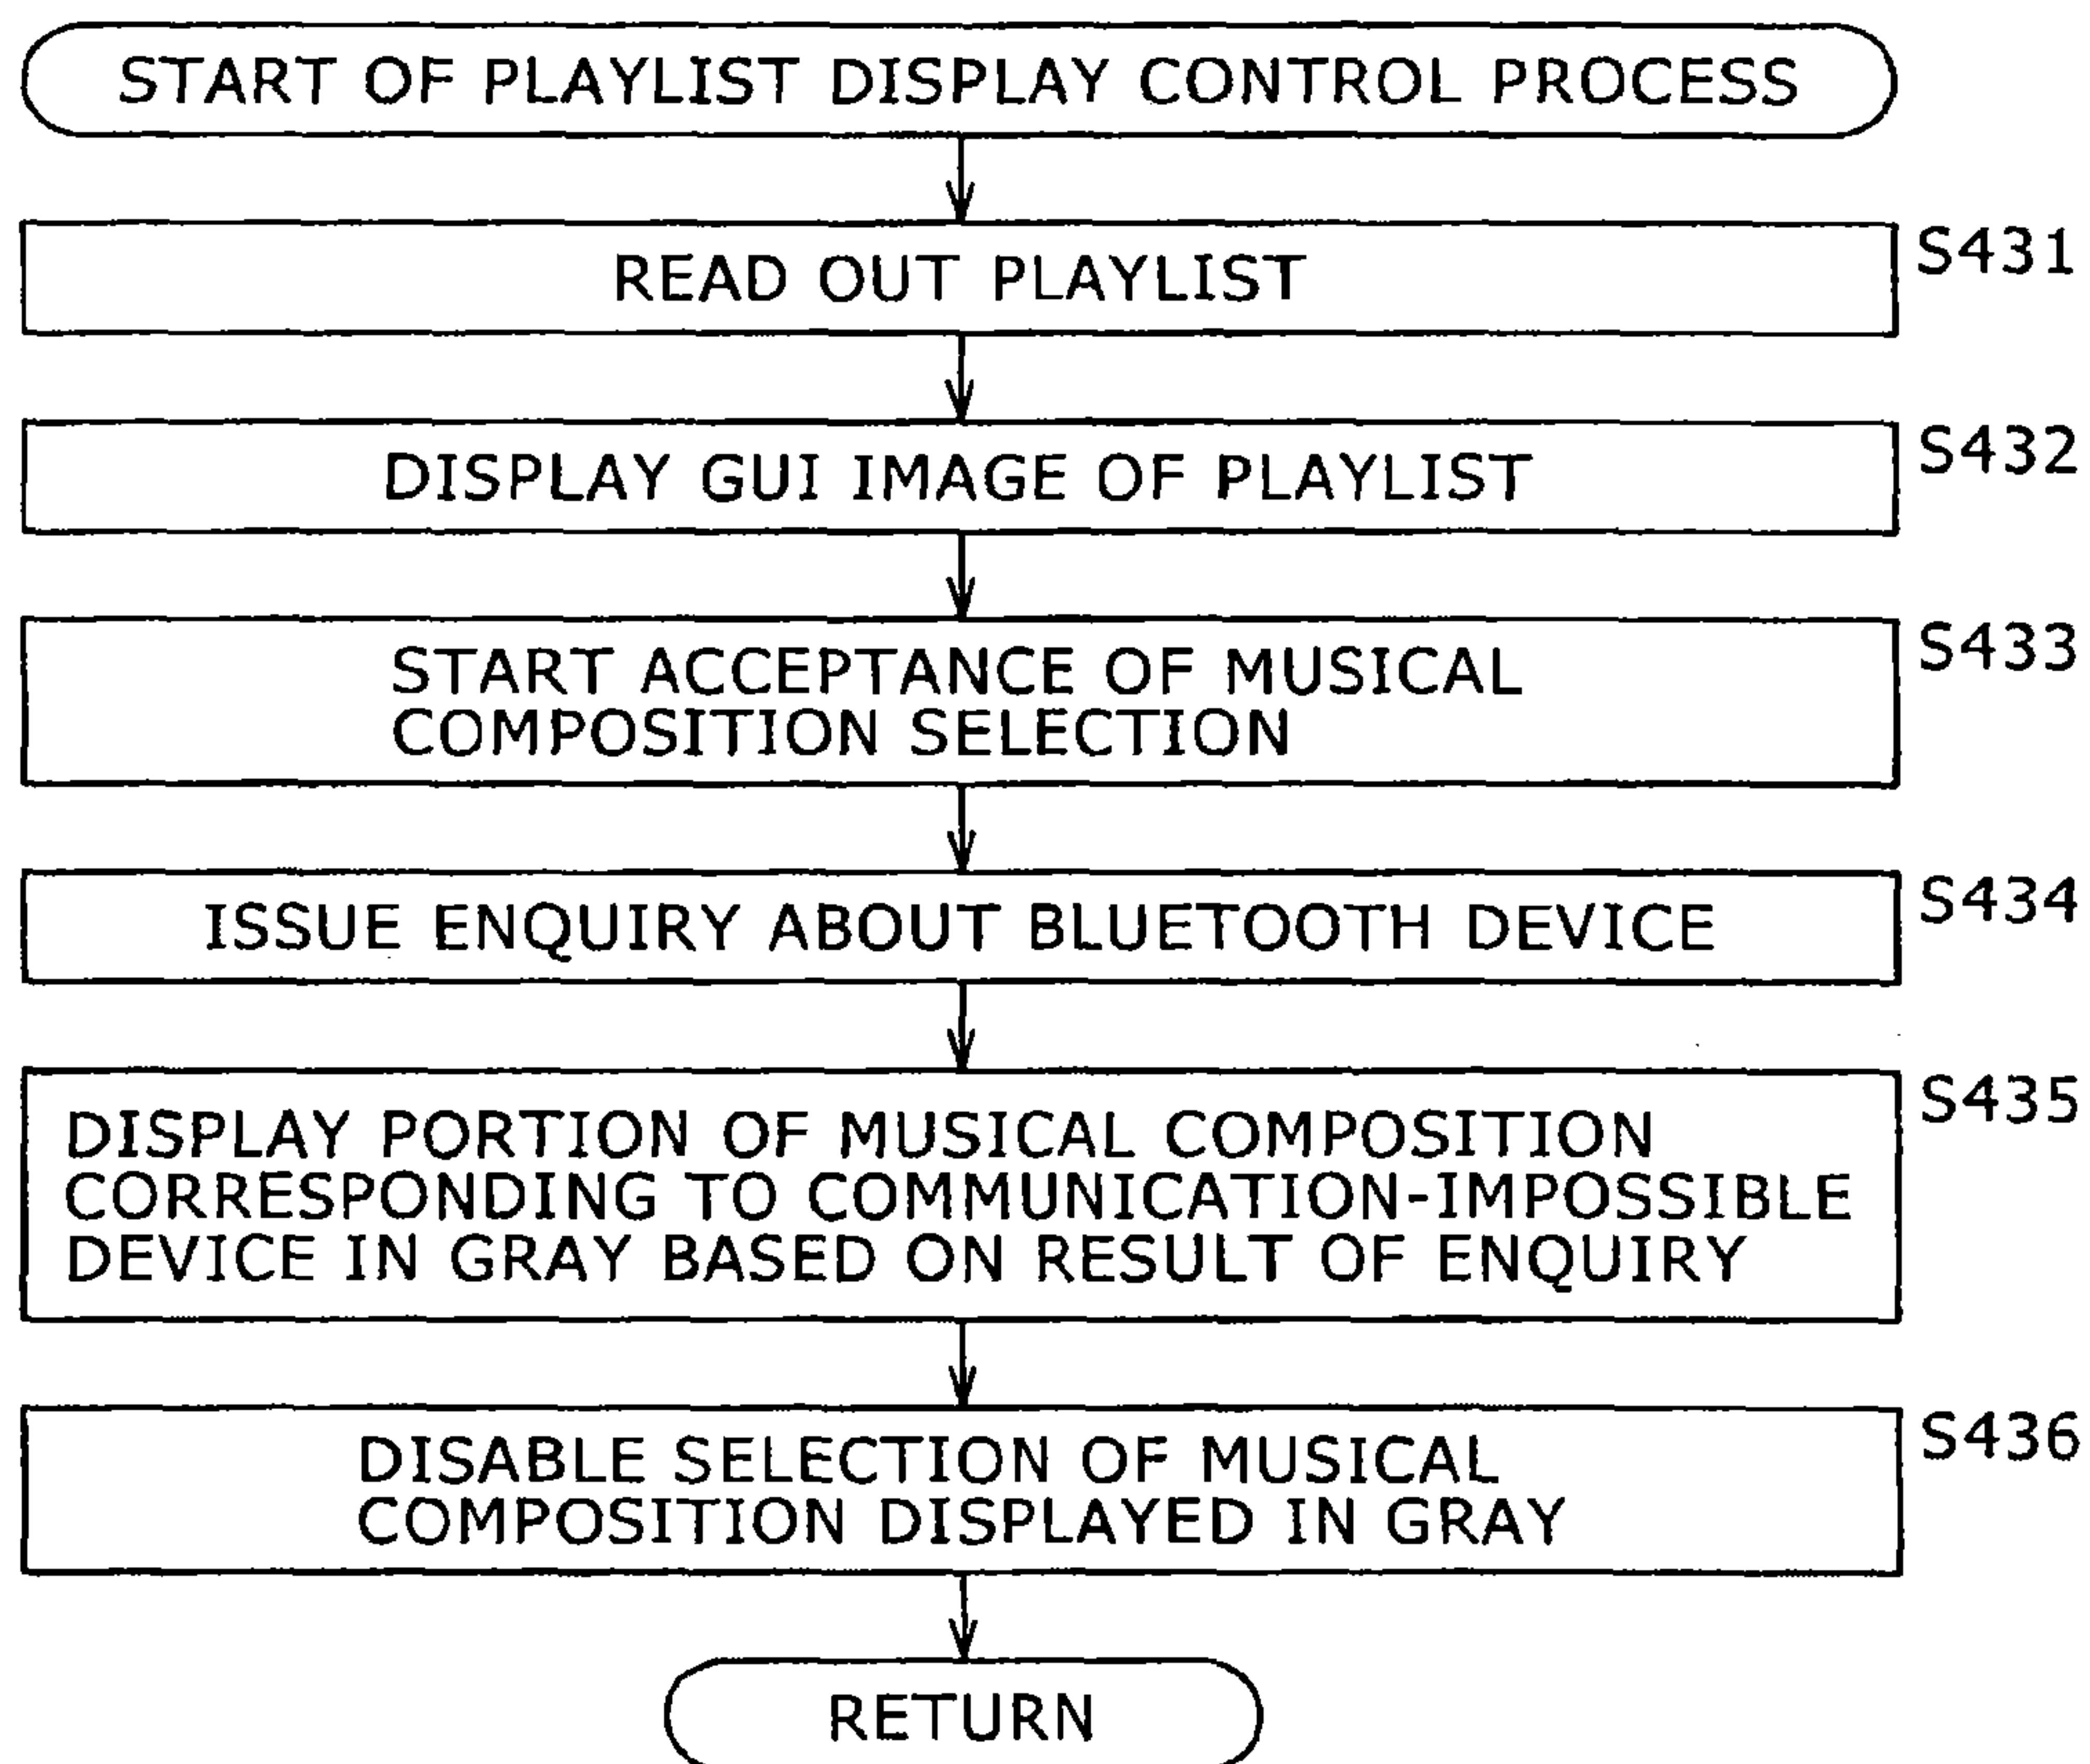 START OF PLAYLIST DISPLAY CONTROL PROCESS
READ OUT PLAYLIST
S431
DISPLAY GUI IMAGE OF PLAYLIST
S432
START ACCEPTANCE OF MUSICAL
COMPOSITION SELECTION
S433
ISSUE ENQUIRY ABOUT BLUETOOTH DEVICE
S434
DISPLAY PORTION OF MUSICAL COMPOSITION
CORRESPONDING TO COMMUNICATION-IMPOSSIBLE
DEVICE IN GRAY BASED ON RESULT OF ENQUIRY
S435
DISABLE SELECTION OF MUSICAL
COMPOSITION DISPLAYED IN GRAY
S436
RETURN